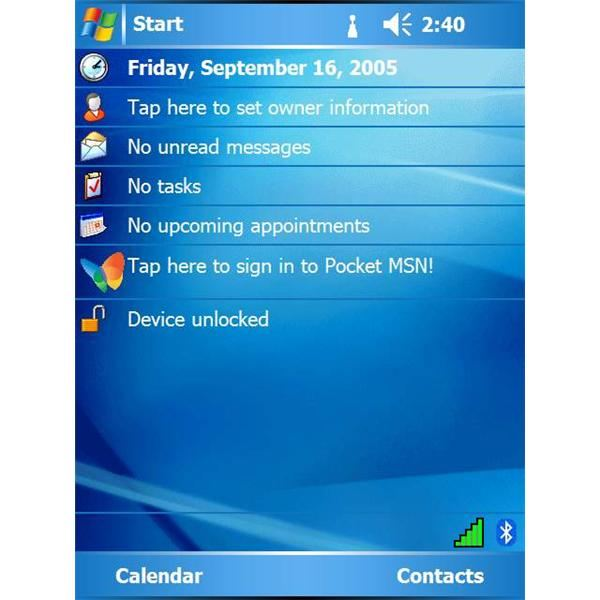 Start 2:40
Friday, September 16, 2005
Tap here to set owner information
No unread messages
No tasks
No upcoming appointments
Tap here to sign in to Pocket MSN!
Device unlocked
Calendar Contacts